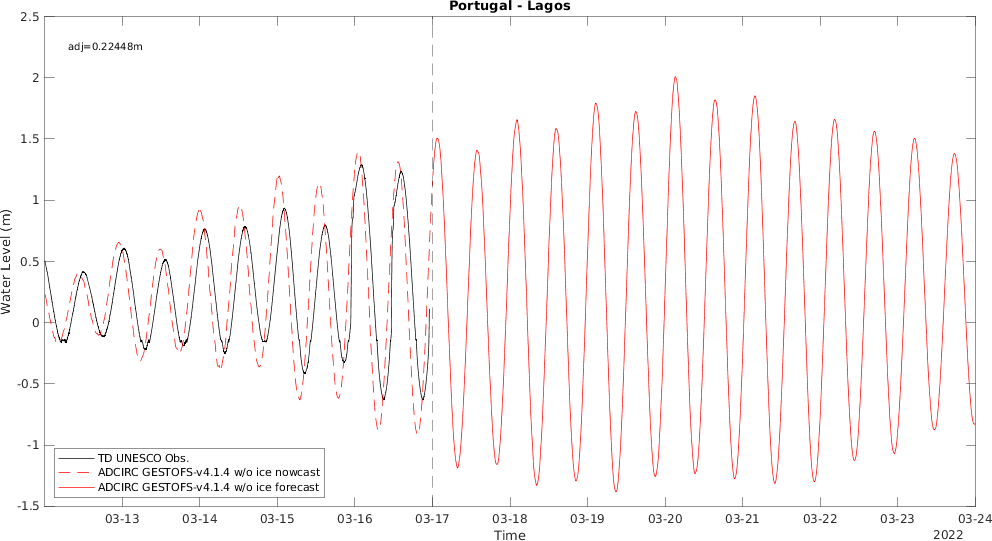 Portugal - Lagos
adj=0.22448m
Water Level (m)
2.5
2
1.5
1
0.5
0
-0.5
-1
-1.5
TD UNESCO Obs.
ADCIRC GESTOFS-v4.1.4 w/o ice nowcast
ADCIRC GESTOFS-v4.1.4 w/o ice forecast
03-13 03-14 03-15 03-16 03-17 03-18 03-19 03-20 03-21 03-22 03-23 03-24
Time
2022